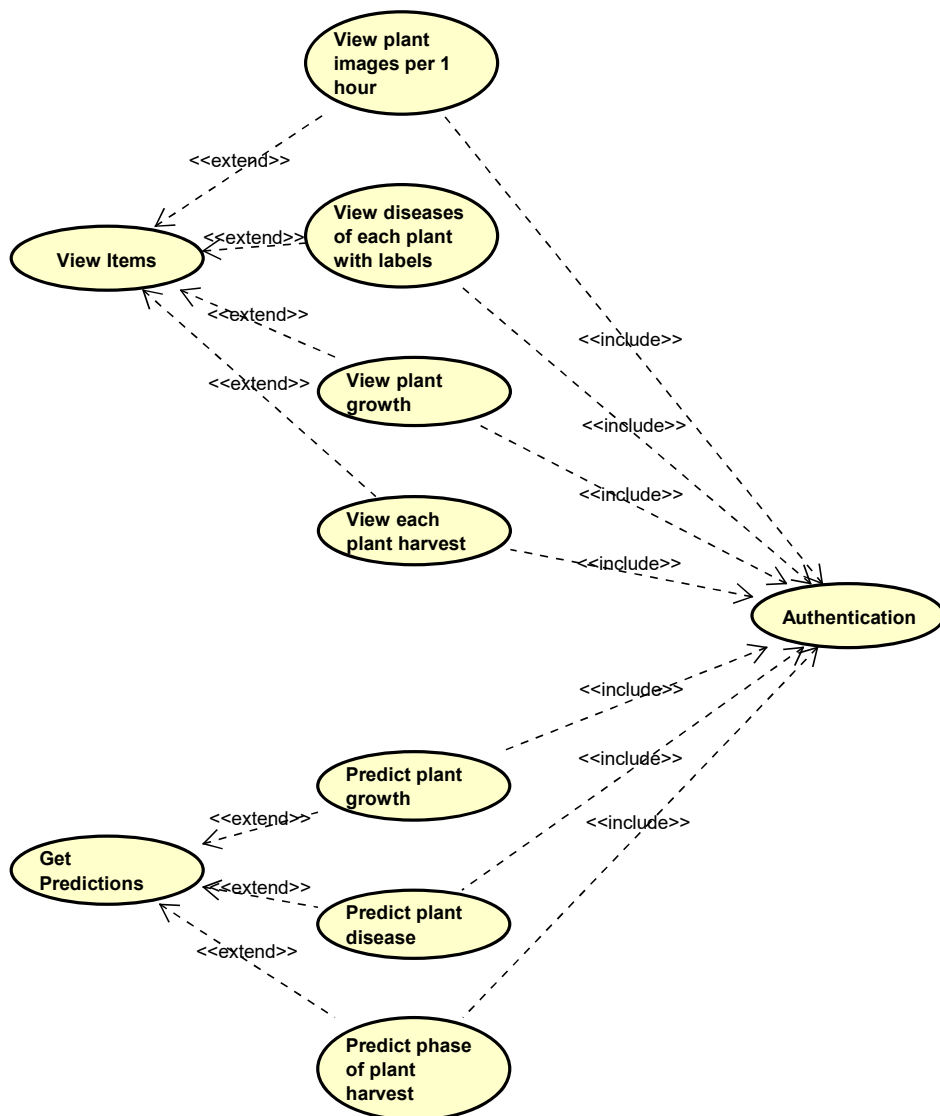 View plant
images per 1
hour
<<extend>>
View diseases
of each plant
with labels
<<extend>>
View Items
<<extend>>
<<include>>
View plant
growth
<<extend>>
<<include>>
<<include>>
View each
plant harvest
<<include>>
Authentication
<<include>>
Predict plant
growth
<<include>>
<<extend>>
<<include>>
Get
Predictions
<<extend>>
Predict plant
disease
<<extend>>
Predict phase
of plant
harvest